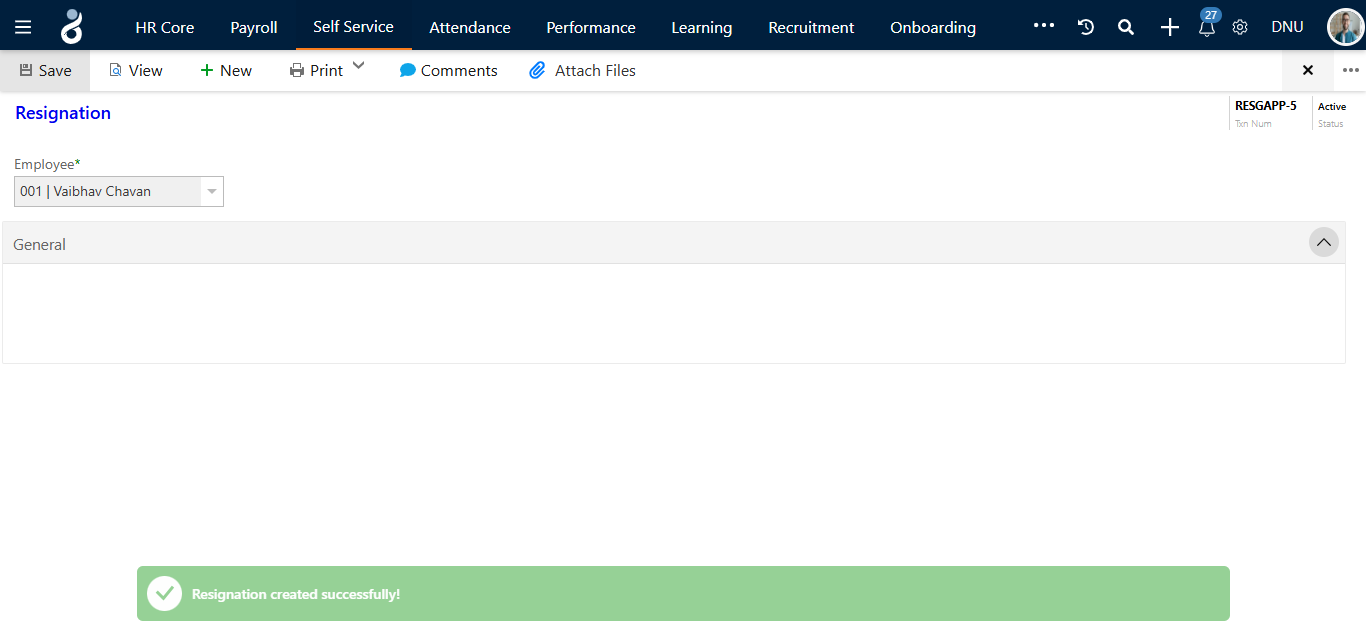 HR Core Payroll Self Service Attendance Performance Learning Recruitment Onboarding ••• 27 DNU
Save View + New Print Comments Attach Files
Resignation
RESGAPP-5 Active
Txn Num Status
Employee*
001 | Vaibhav Chavan
General
Resignation created successfully!